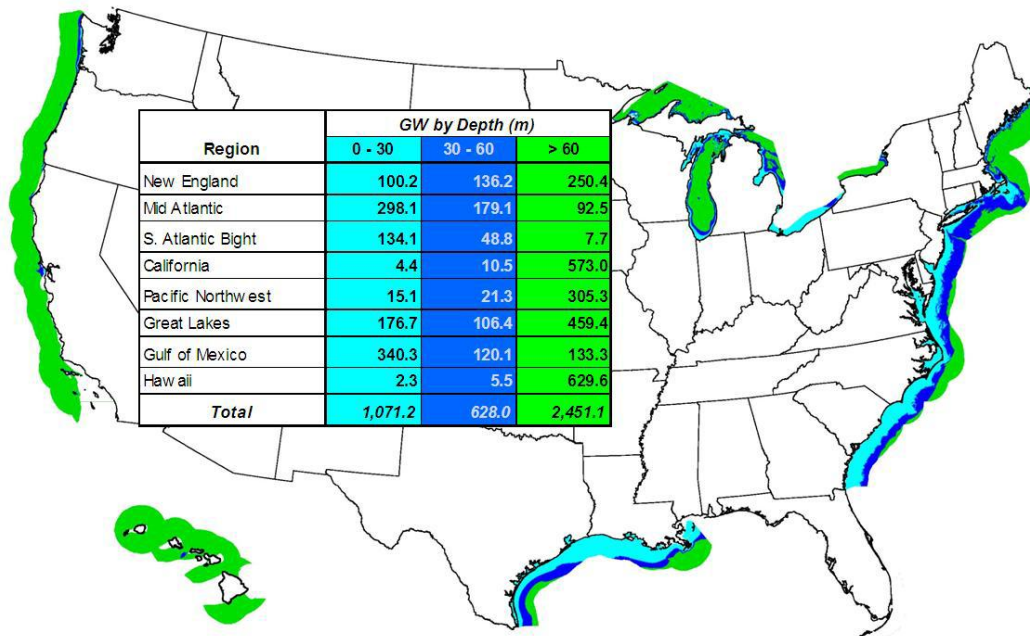 GW by Depth (m)
Region 0 - 30 30 - 60 > 60
New England 100.2 136.2 250.4
Mid Atlantic 298.1 179.1 92.5
S. Atlantic Bight 134.1 48.8 7.7
California 4.4 10.5 573.0
Pacific Northwest 15.1 21.3 305.3
Great Lakes 176.7 106.4 459.4
Gulf of Mexico 340.3 120.1 133.3
Hawaii 2.3 5.5 629.6
Total 1,071.2 628.0 2,451.1